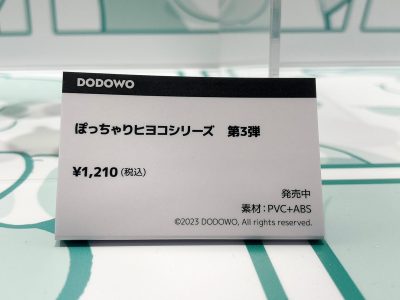 DODOWO
ぽっちゃりヒヨコシリーズ 第3弾
¥1,210(税込)
発売中
素材:PVC+ABS
©2023 DODOWO, All rights reserved.